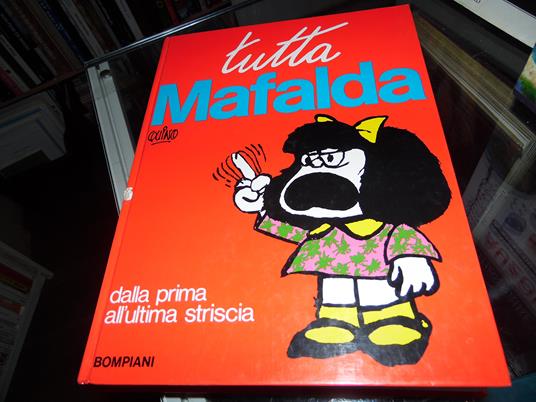 tutta
Mafalda
QUINO
dalla prima
all'ultima striscia
BOMPIANI